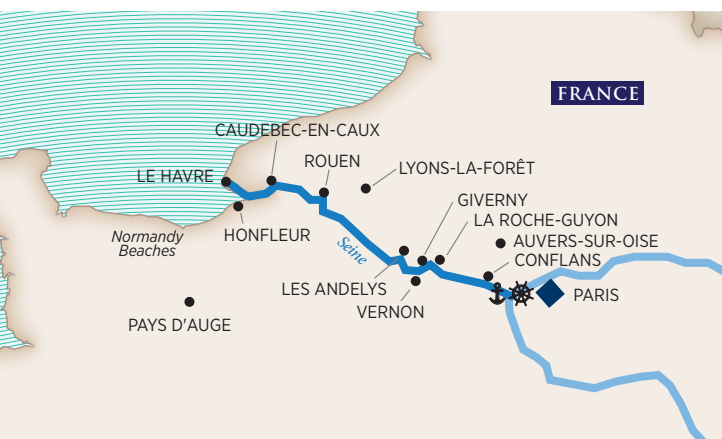 FRANCE
CAUDEBEC-EN-CAUX
ROUEN
LYONS-LA-FORÊT
LE HAVRE
GIVERNY
LA ROCHE-GUYON
HONFLEUR
Normandy
Beaches
Seine
AUVERS-SUR-OISE
CONFLANS
LES ANDELYS
PARIS
VERNON
PAYS D'AUGE